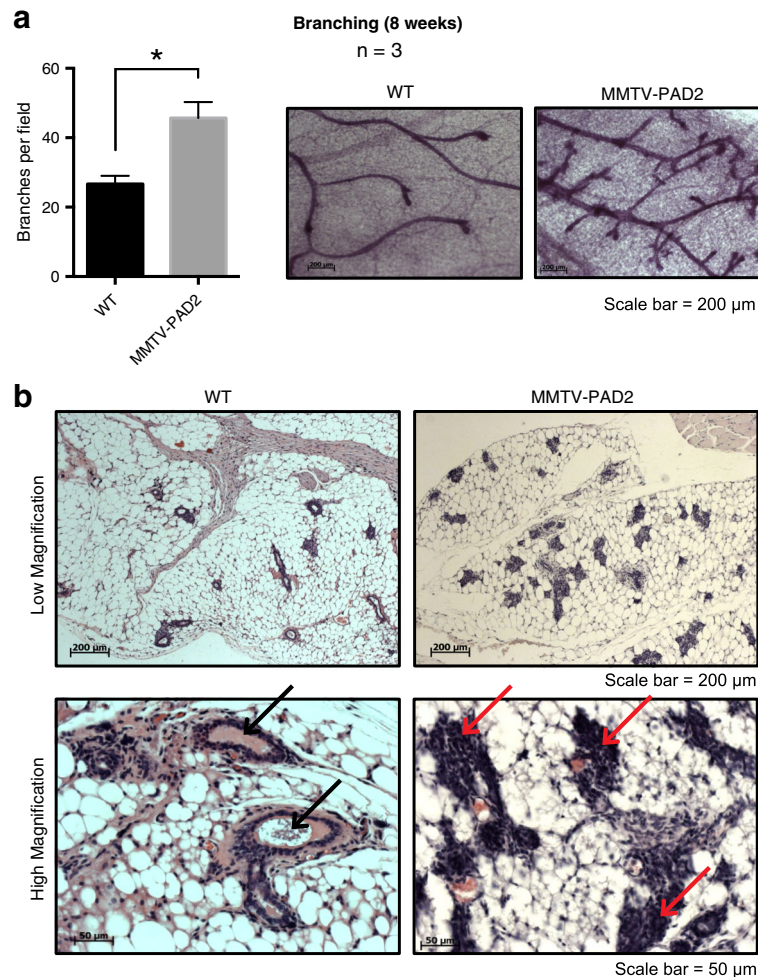 a
Branching (8 weeks)
n = 3
*
60
40
20
0
Branches per field
WT
MMTV-PAD2
WT
MMTV-PAD2
200 µm
200 µm
Scale bar = 200 µm
b
WT
MMTV-PAD2
Low Magnification
200 µm
200 µm
Scale bar = 200 µm
High Magnification
50 µm
50 µm
Scale bar = 50 µm